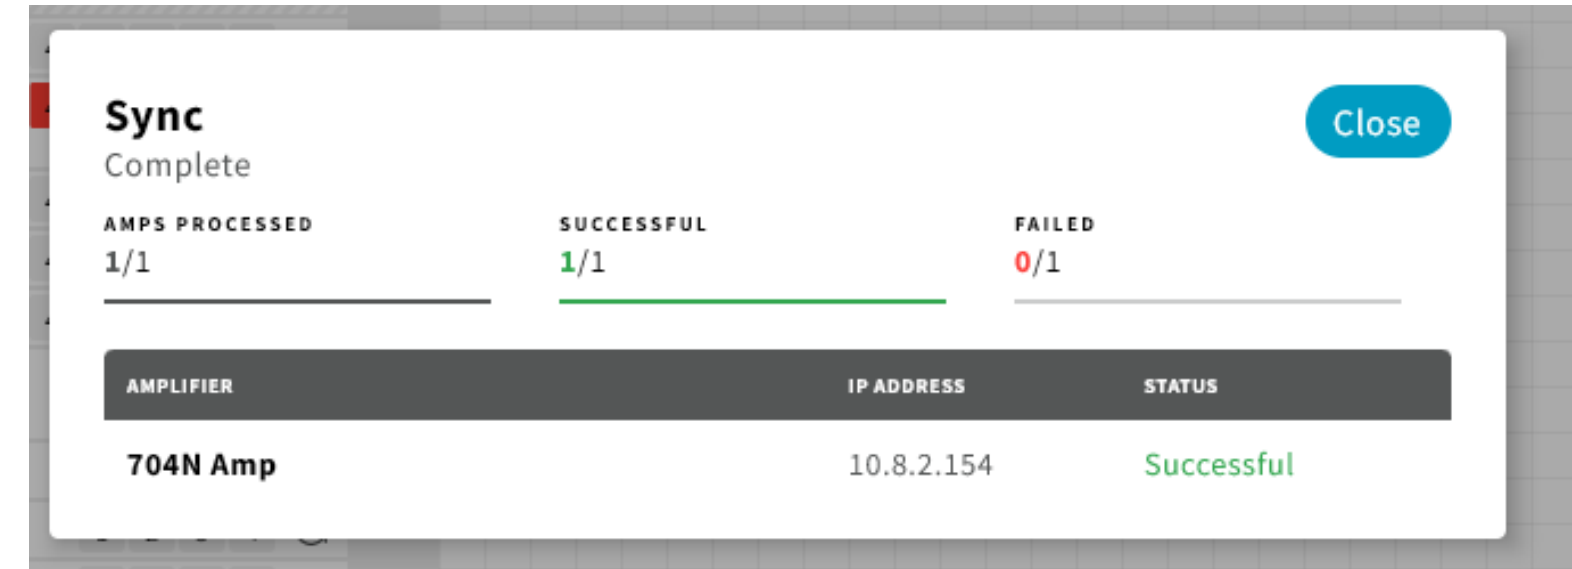 Sync
Close
Complete
AMPS PROCESSED
SUCCESSFUL
FAILED
1/1
1/1
0/1
AMPLIFIER
IP ADDRESS
STATUS
704N Amp
10.8.2.154
Successful